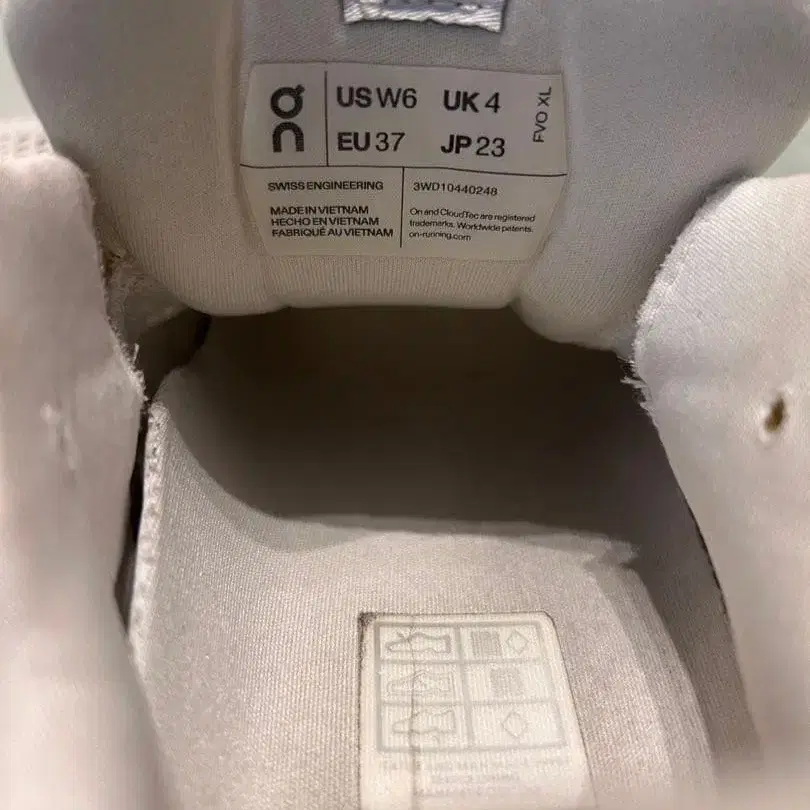 US W6 UK 4
EU 37 JP 23
FVO XL
SWISS ENGINEERING
MADE IN VIETNAM
HECHO EN VIETNAM
FABRIQUÉ AU VIETNAM
3WD10440248
On and CloudTec are registered
trademarks. Worldwide patents.
on-running.com